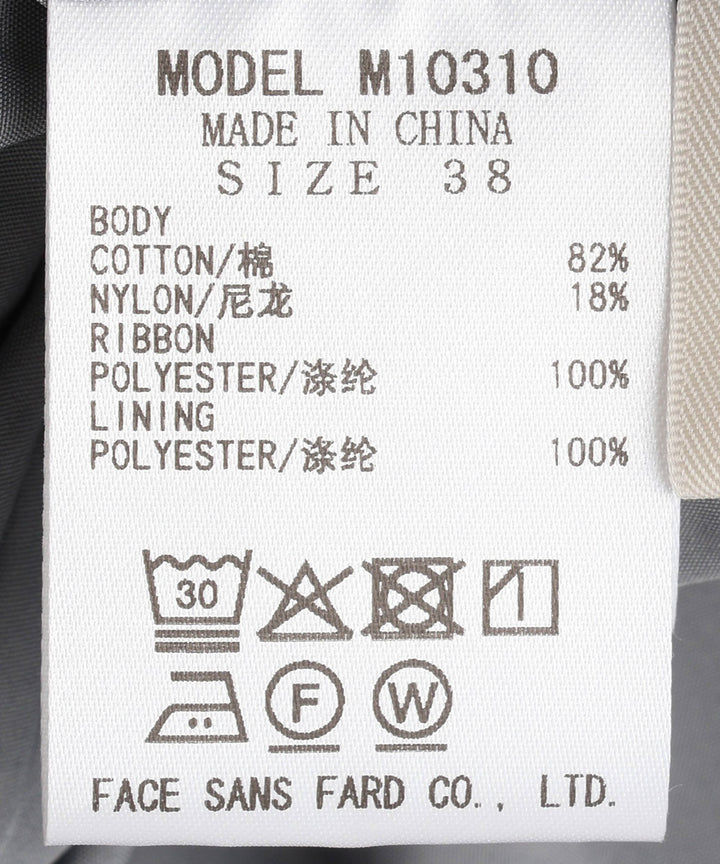 MODEL M10310
MADE IN CHINA
SIZE 38
BODY
COTTON/棉 82%
NYLON/尼龙 18%
RIBBON
POLYESTER/涤纶 100%
LINING
POLYESTER/涤纶 100%
30
F W
FACE SANS FARD CO., LTD.